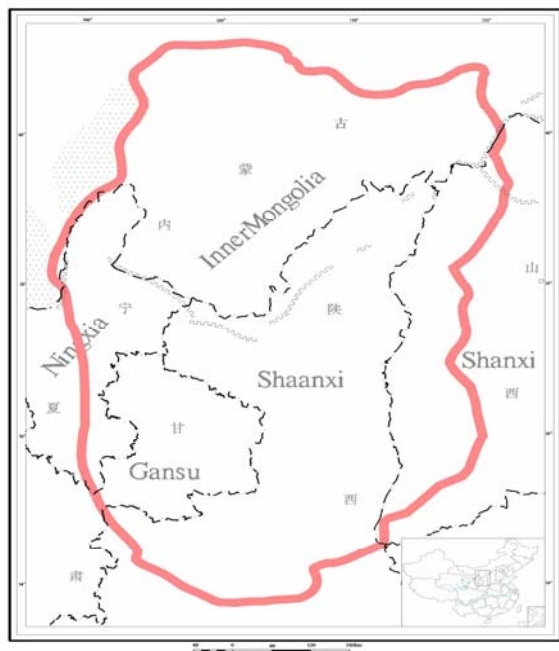 古
蒙
内
InnerMongolia
山
宁
陕
Ningxia
Shaanxi
Shanxi
夏
甘
西
Gansu
西
肃